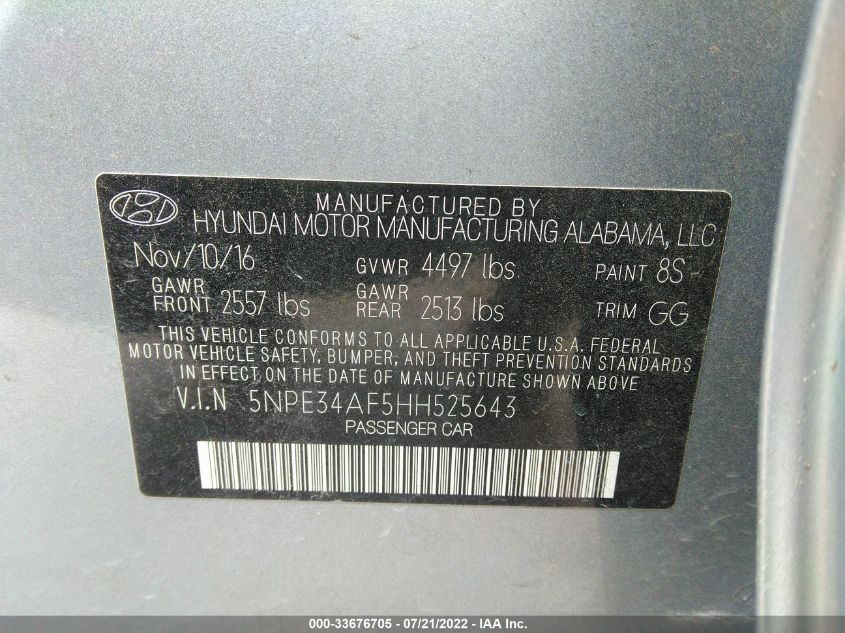 MANUFACTURED BY
HYUNDAI MOTOR MANUFACTURING ALABAMA, LLC
Nov/10/16 GVWR 4497 lbs PAINT 8S
GAWR FRONT 2557 lbs GAWR REAR 2513 lbs TRIM GG
THIS VEHICLE CONFORMS TO ALL APPLICABLE U.S.A. FEDERAL
MOTOR VEHICLE SAFETY, BUMPER, AND THEFT PREVENTION STANDARDS
IN EFFECT ON THE DATE OF MANUFACTURE SHOWN ABOVE
V.I.N 5NPE34AF5HH525643
PASSENGER CAR
000-33676705 - 07/21/2022 - IAA Inc.